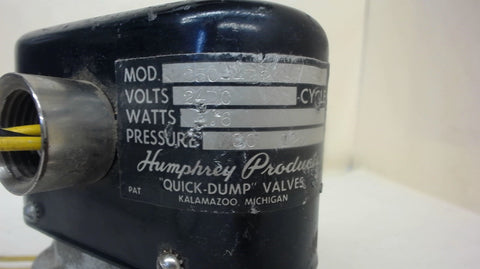 MOD.
VOLTS -CYCLE
WATTS
PRESSURE
Humphrey Products
"QUICK-DUMP" VALVES
PAT
KALAMAZOO, MICHIGAN